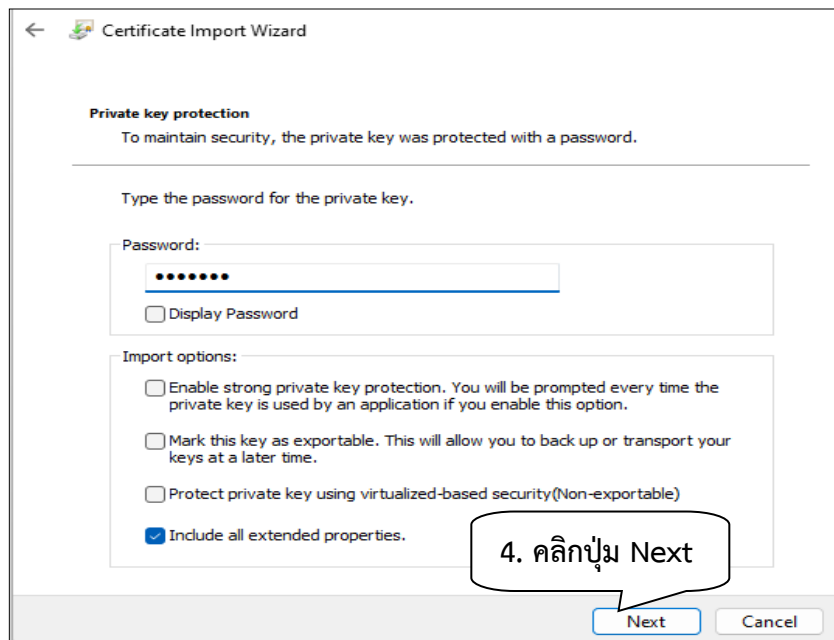 Certificate Import Wizard
Private key protection
To maintain security, the private key was protected with a password.
Type the password for the private key.
Password:
•••••••
Display Password
Import options:
Enable strong private key protection. You will be prompted every time the
private key is used by an application if you enable this option.
Mark this key as exportable. This will allow you to back up or transport your
keys at a later time.
Protect private key using virtualized-based security(Non-exportable)
Include all extended properties.
4. คลิกปุ่ม Next
Next
Cancel